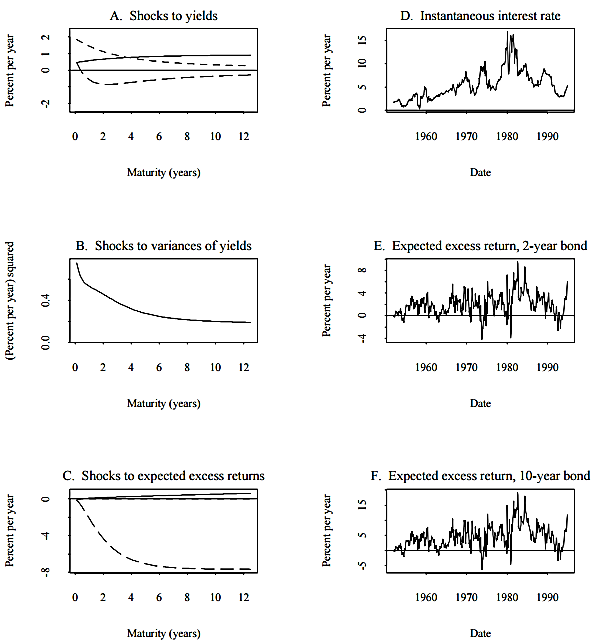 A. Shocks to yields
Percent per year
2
1
0
-2
0 2 4 6 8 10 12
Maturity (years)
D. Instantaneous interest rate
Percent per year
15
10
5
0
1960 1970 1980 1990
Date
B. Shocks to variances of yields
(Percent per year) squared
0.4
0.0
0 2 4 6 8 10 12
Maturity (years)
E. Expected excess return, 2-year bond
Percent per year
8
4
0
-4
1960 1970 1980 1990
Date
C. Shocks to expected excess returns
Percent per year
0
-4
-8
0 2 4 6 8 10 12
Maturity (years)
F. Expected excess return, 10-year bond
Percent per year
15
5
-5
1960 1970 1980 1990
Date